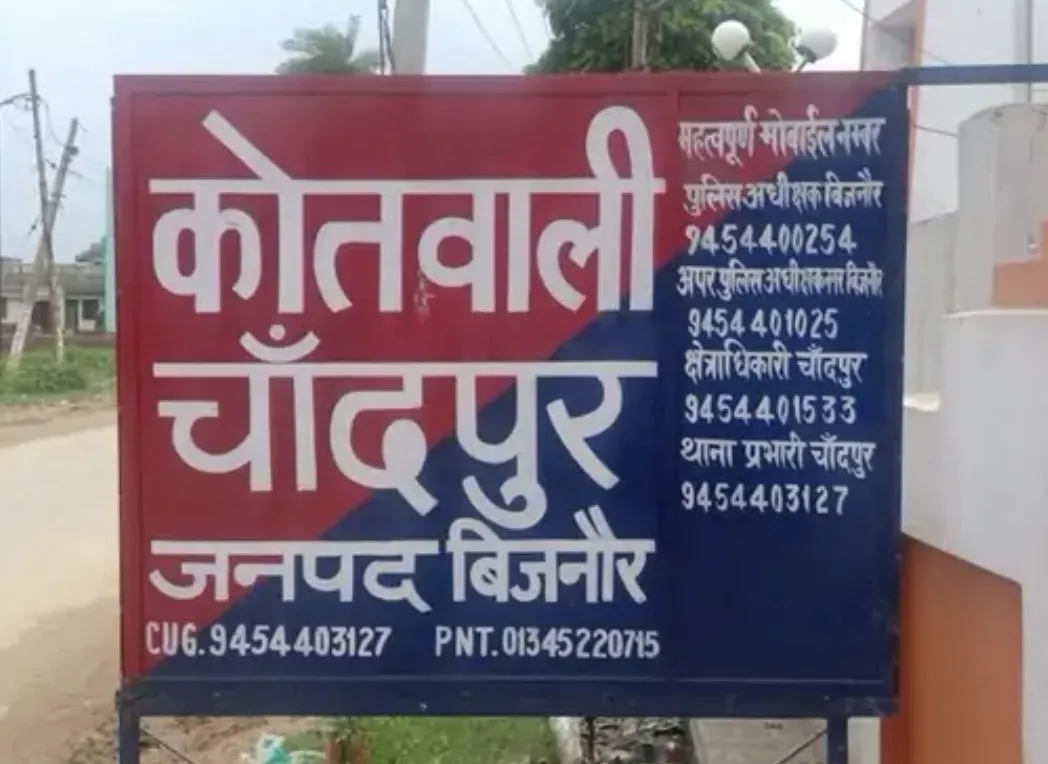 कोतवाली
चाँदपुर
जनपद बिजनौर
CUG.9454403127 PNT.01345220715
महत्वपूर्ण मोबाईल नम्बर
पुलिस अधीक्षक बिजनौर
9454400254
अपर पुलिस अधीक्षक नगर बिजनौर
9454401025
क्षेत्राधिकारी चाँदपुर
9454401533
थाना प्रभारी चाँदपुर
9454403127